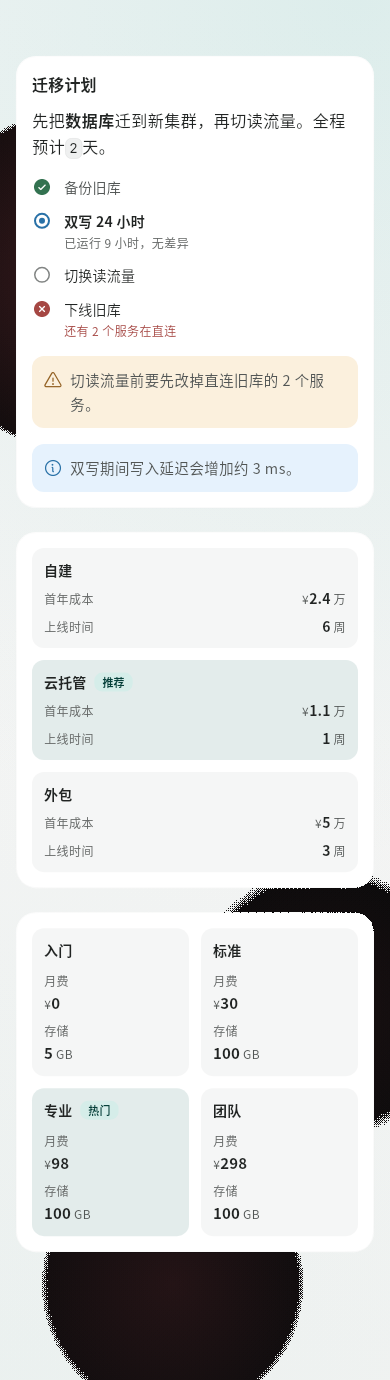 迁移计划
先把数据库迁到新集群，再切读流量。全程
预计 2 天。
备份旧库
双写 24 小时
已运行 9 小时，无差异
切换读流量
下线旧库
还有 2 个服务在直连
切读流量前要先改掉直连旧库的 2 个服
务。
双写期间写入延迟会增加约 3 ms。
自建
首年成本 ¥2.4 万
上线时间 6 周
云托管 推荐
首年成本 ¥1.1 万
上线时间 1 周
外包
首年成本 ¥5 万
上线时间 3 周
入门
月费
¥0
存储
5 GB
标准
月费
¥30
存储
100 GB
专业 热门
月费
¥98
存储
100 GB
团队
月费
¥298
存储
100 GB